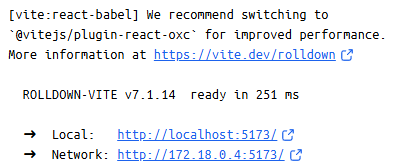 [vite:react-babel] We recommend switching to
`@vitejs/plugin-react-oxc` for improved performance.
More information at https://vite.dev/rolldown
ROLLDOWN-VITE v7.1.14  ready in 251 ms
➜  Local:   http://localhost:5173/
➜  Network: http://172.18.0.4:5173/